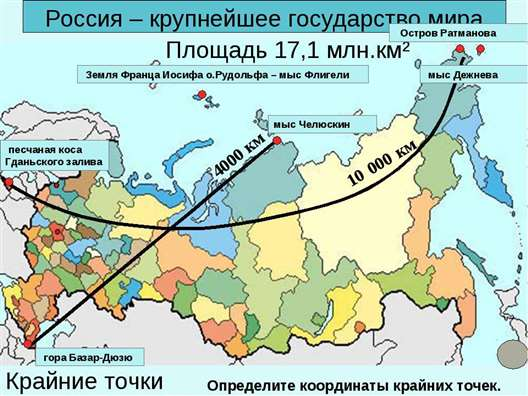 Россия – крупнейшее государство мира
Остров Ратманова
Площадь 17,1 млн.км²
Земля Франца Иосифа о.Рудольфа – мыс Флигели
мыс Дежнева
мыс Челюскин
песчаная коса
Гданьского залива
4000 км
10 000 км
гора Базар-Дюзю
Крайние точки
Определите координаты крайних точек.